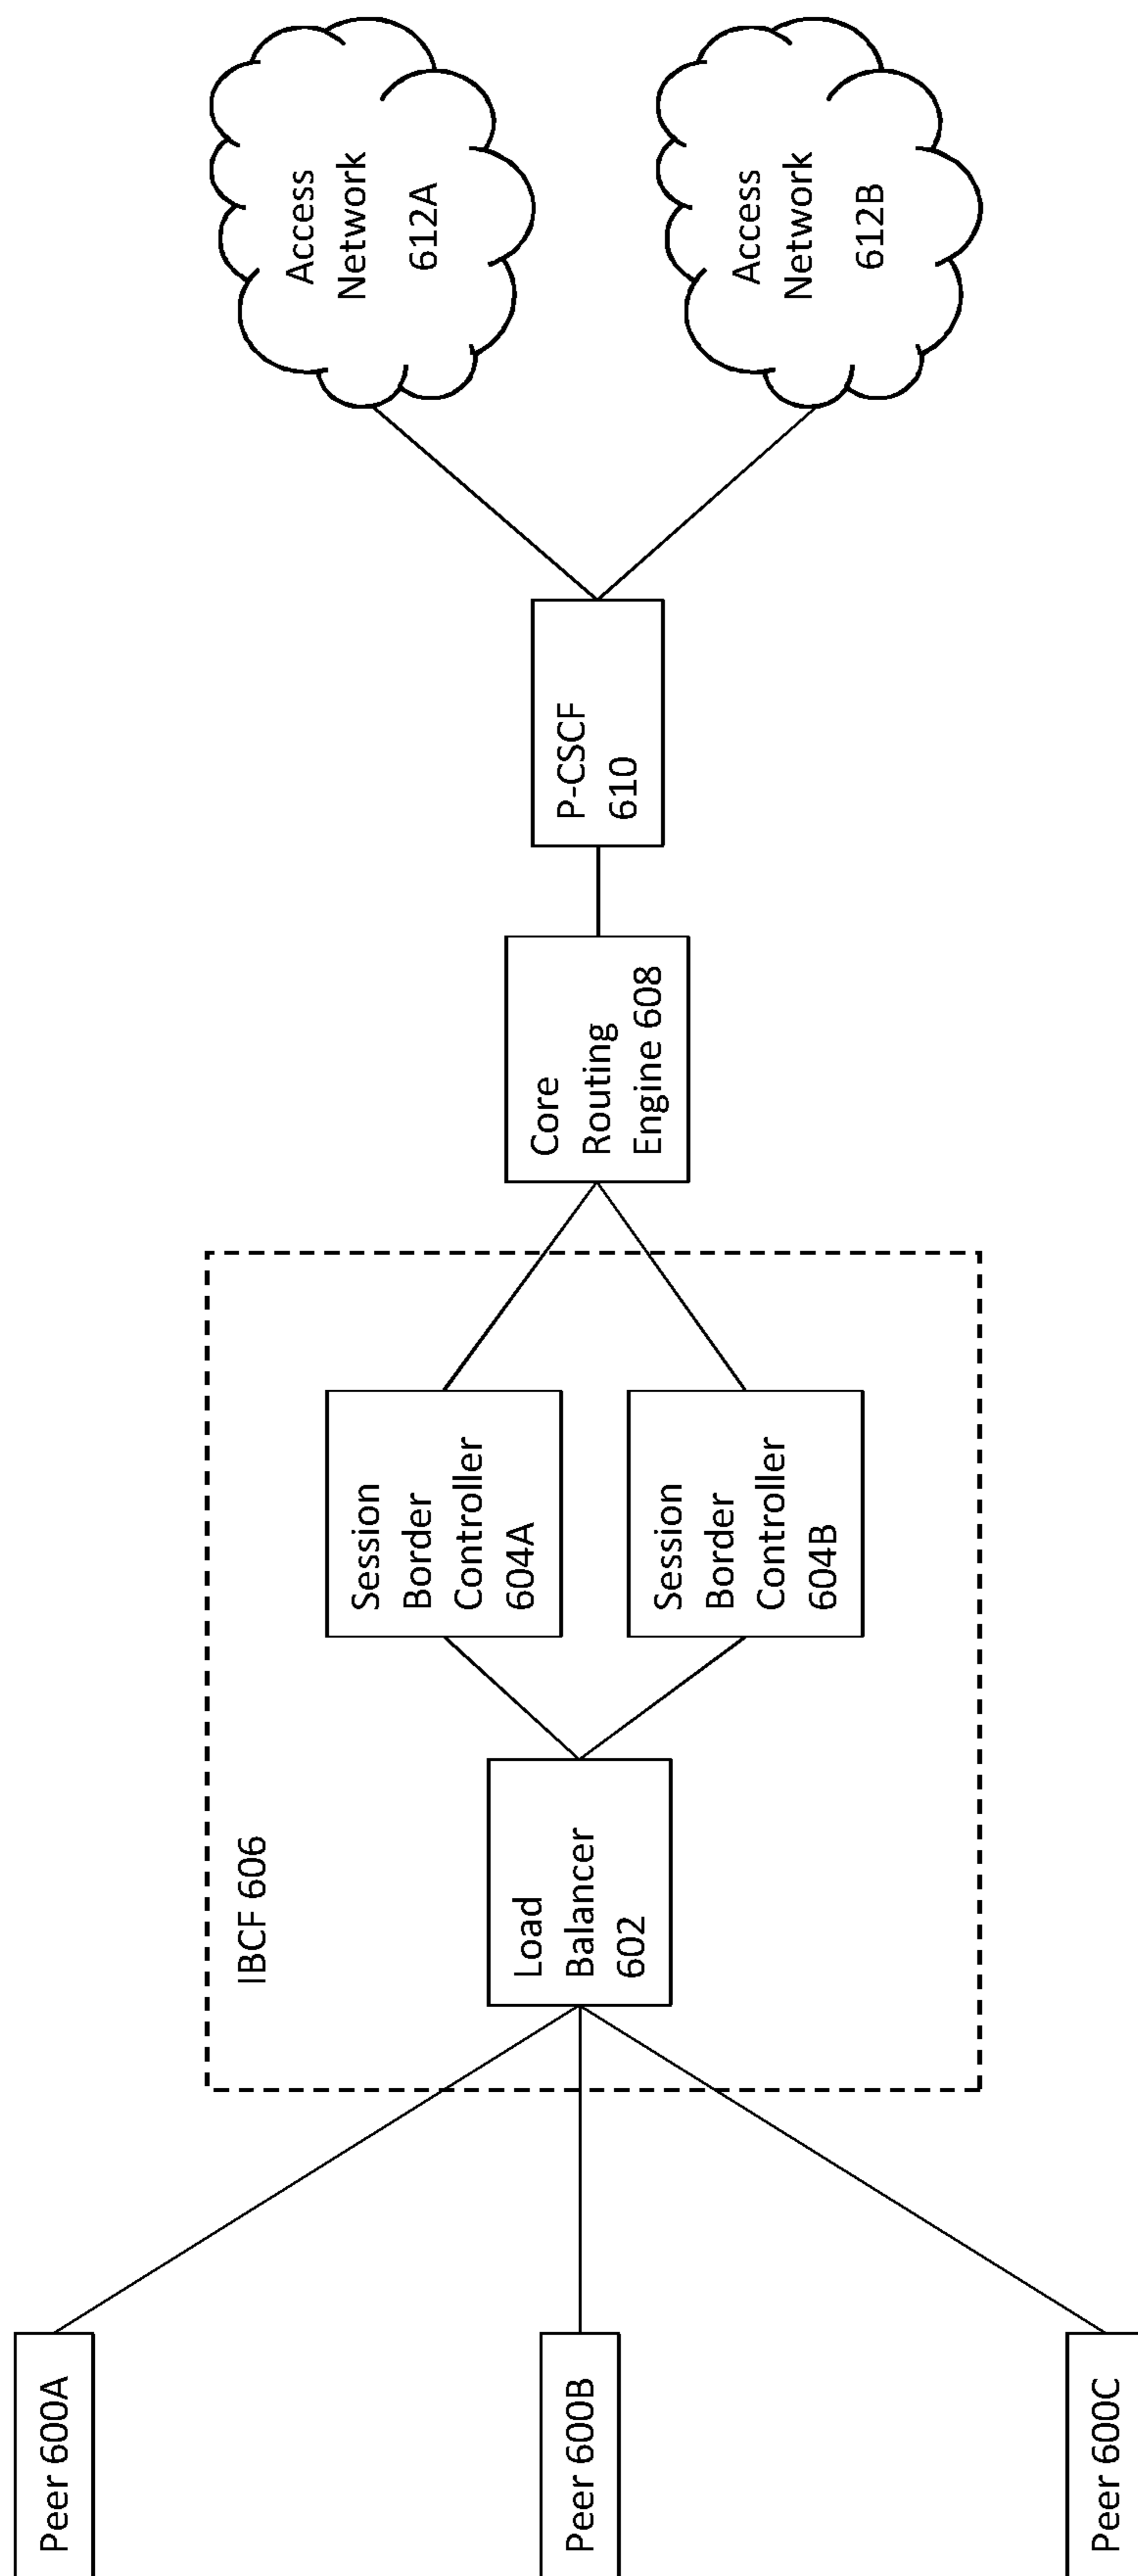 Peer 600A
Peer 600B
Peer 600C
IBCF 606
Load
Balancer
602
Session
Border
Controller
604A
Session
Border
Controller
604B
Core
Routing
Engine 608
P-CSCF
610
Access
Network
612A
Access
Network
612B